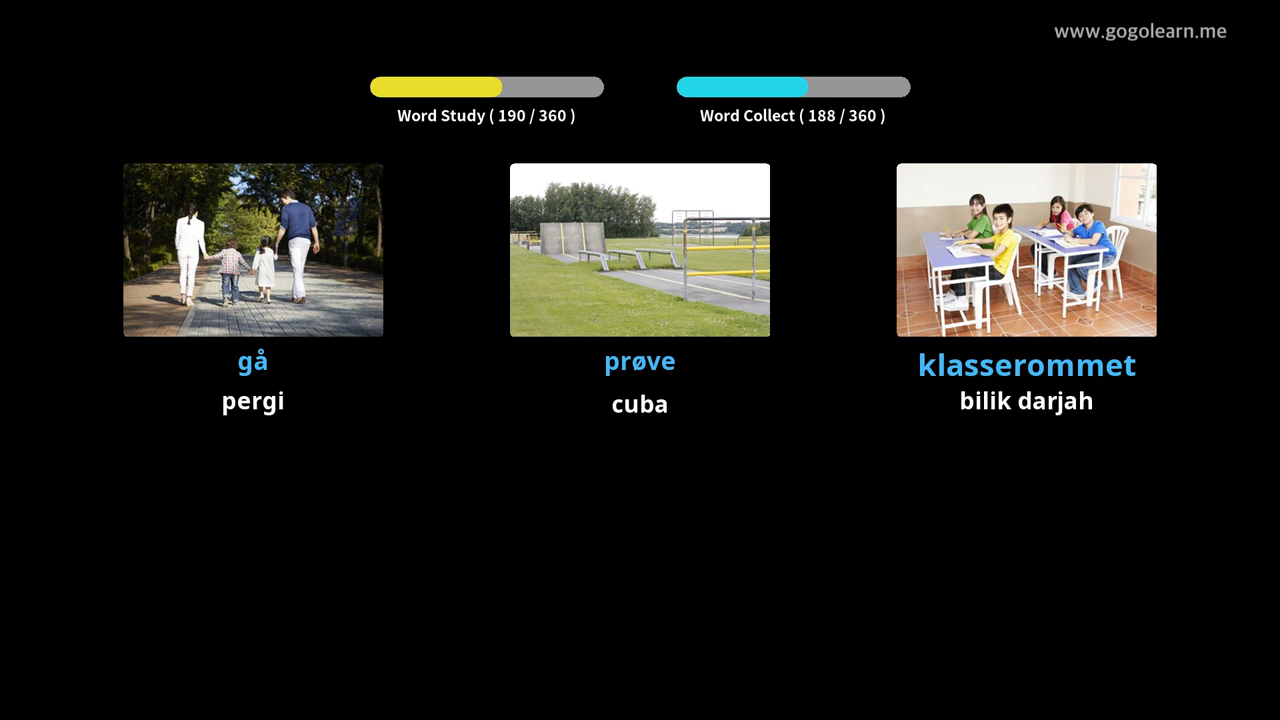 www.gogolearn.me
Word Study ( 190 / 360 )
Word Collect ( 188 / 360 )
gå
prøve
klasserommet
pergi
cuba
bilik darjah